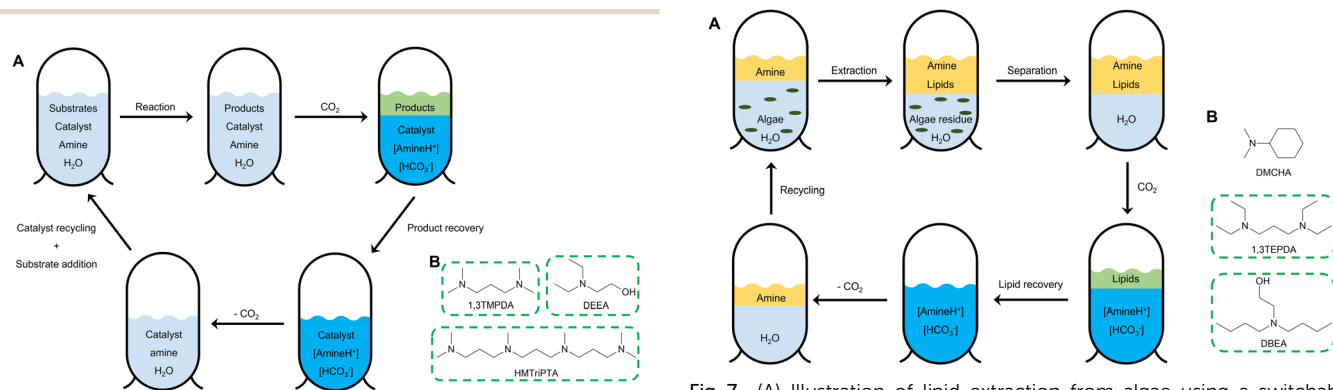 A
Substrates
Catalyst
Amine
H₂O
Reaction
Products
Catalyst
Amine
H₂O
CO₂
Products
Catalyst
[AmineH⁺]
[HCO₃⁻]
Product recovery
Catalyst
[AmineH⁺]
[HCO₃⁻]
- CO₂
Catalyst
amine
H₂O
Catalyst recycling
+
Substrate addition
B
N
N
1,3TMPDA
N
OH
DEEA
N
N
N
N
HMTriPTA
A
Amine
Algae
H₂O
Extraction
Amine
Lipids
Algae residue
H₂O
Separation
Amine
Lipids
H₂O
CO₂
Lipids
[AmineH⁺]
[HCO₃⁻]
Lipid recovery
[AmineH⁺]
[HCO₃⁻]
- CO₂
Amine
H₂O
Recycling
B
N
DMCHA
N
N
1,3TEPDA
OH
N
DBEA
Fig. 7 (A) Illustration of lipid extraction from algae using a